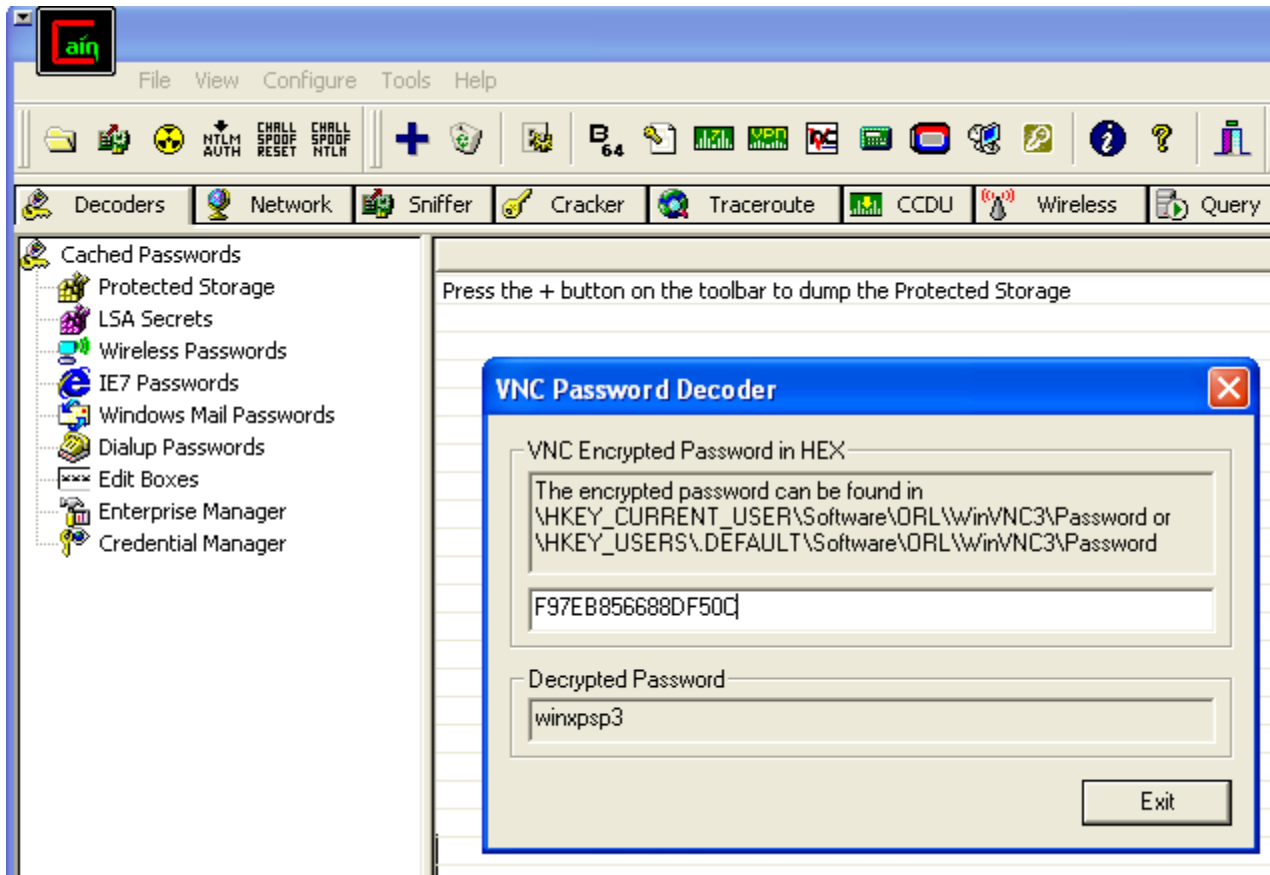 Cain
File View Configure Tools Help
NTLM AUTH CHALL SPOOF RESET CHALL SPOOF NTLM B64 VPN
Decoders Network Sniffer Cracker Traceroute CCDU Wireless Query
Cached Passwords
Protected Storage
LSA Secrets
Wireless Passwords
IE7 Passwords
Windows Mail Passwords
Dialup Passwords
Edit Boxes
Enterprise Manager
Credential Manager
Press the + button on the toolbar to dump the Protected Storage
VNC Password Decoder
VNC Encrypted Password in HEX
The encrypted password can be found in
\HKEY_CURRENT_USER\Software\ORL\WinVNC3\Password or
\HKEY_USERS\.DEFAULT\Software\ORL\WinVNC3\Password
F97EB856688DF50C
Decrypted Password
winxpsp3
Exit